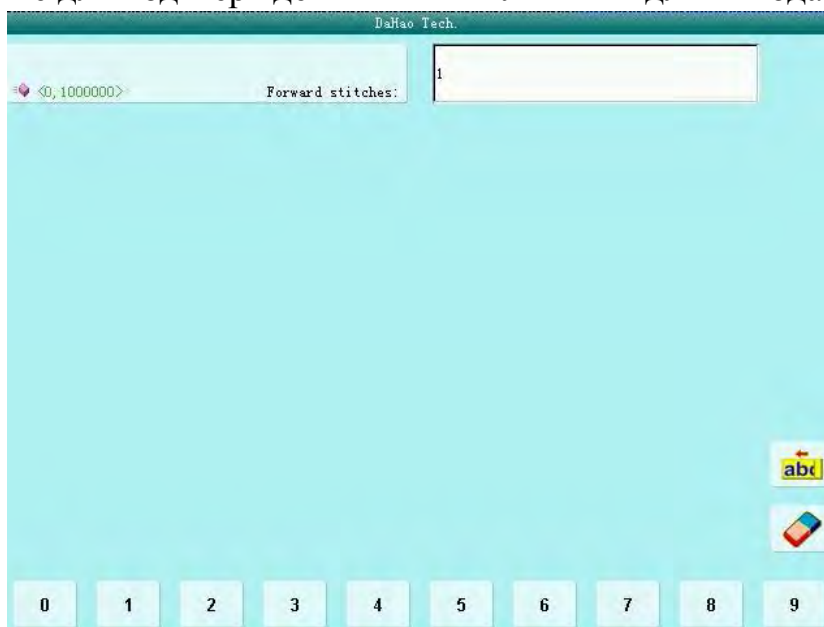 DaHao Tech.
<0,1000000> Forward stitches:
1
abc
0 1 2 3 4 5 6 7 8 9